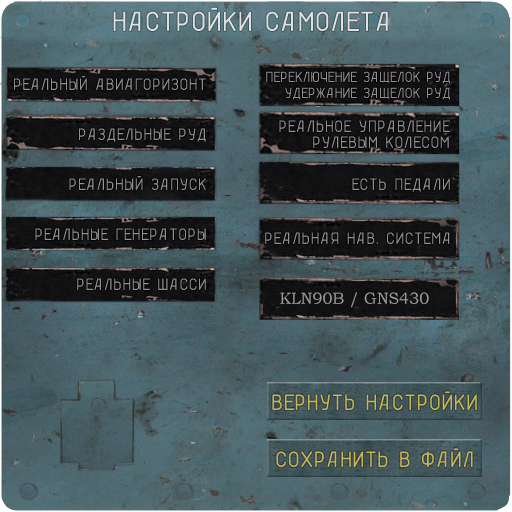 НАСТРОЙКИ САМОЛЕТА
РЕАЛЬНЫЙ АВИАГОРИЗОНТ
РАЗДЕЛЬНЫЕ РУД
РЕАЛЬНЫЙ ЗАПУСК
РЕАЛЬНЫЕ ГЕНЕРАТОРЫ
РЕАЛЬНЫЕ ШАССИ
ПЕРЕКЛЮЧЕНИЕ ЗАЩЕЛОК РУД
УДЕРЖАНИЕ ЗАЩЕЛОК РУД
РЕАЛЬНОЕ УПРАВЛЕНИЕ
РУЛЕВЫМ КОЛЕСОМ
ЕСТЬ ПЕДАЛИ
РЕАЛЬНАЯ НАВ. СИСТЕМА
KLN90B / GNS430
ВЕРНУТЬ НАСТРОЙКИ
СОХРАНИТЬ В ФАЙЛ